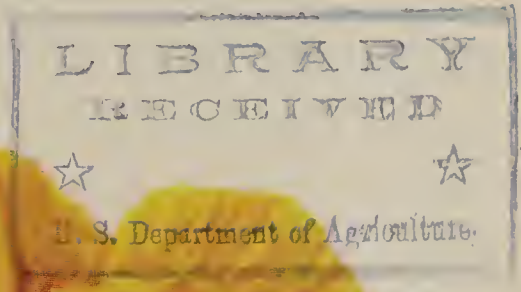 LIBRARY
RECEIVED
☆ ☆
U. S. Department of Agriculture.